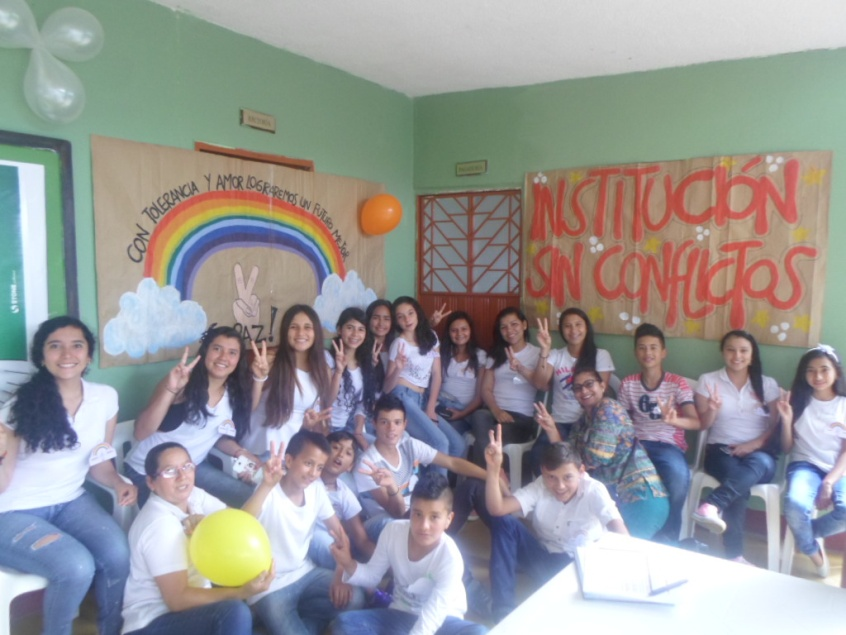 CON TOLERANCIA Y AMOR LOGRAREMOS UN FUTURO MEJOR
PAZ!
INSTITUCIÓN
SIN CONFLICTOS